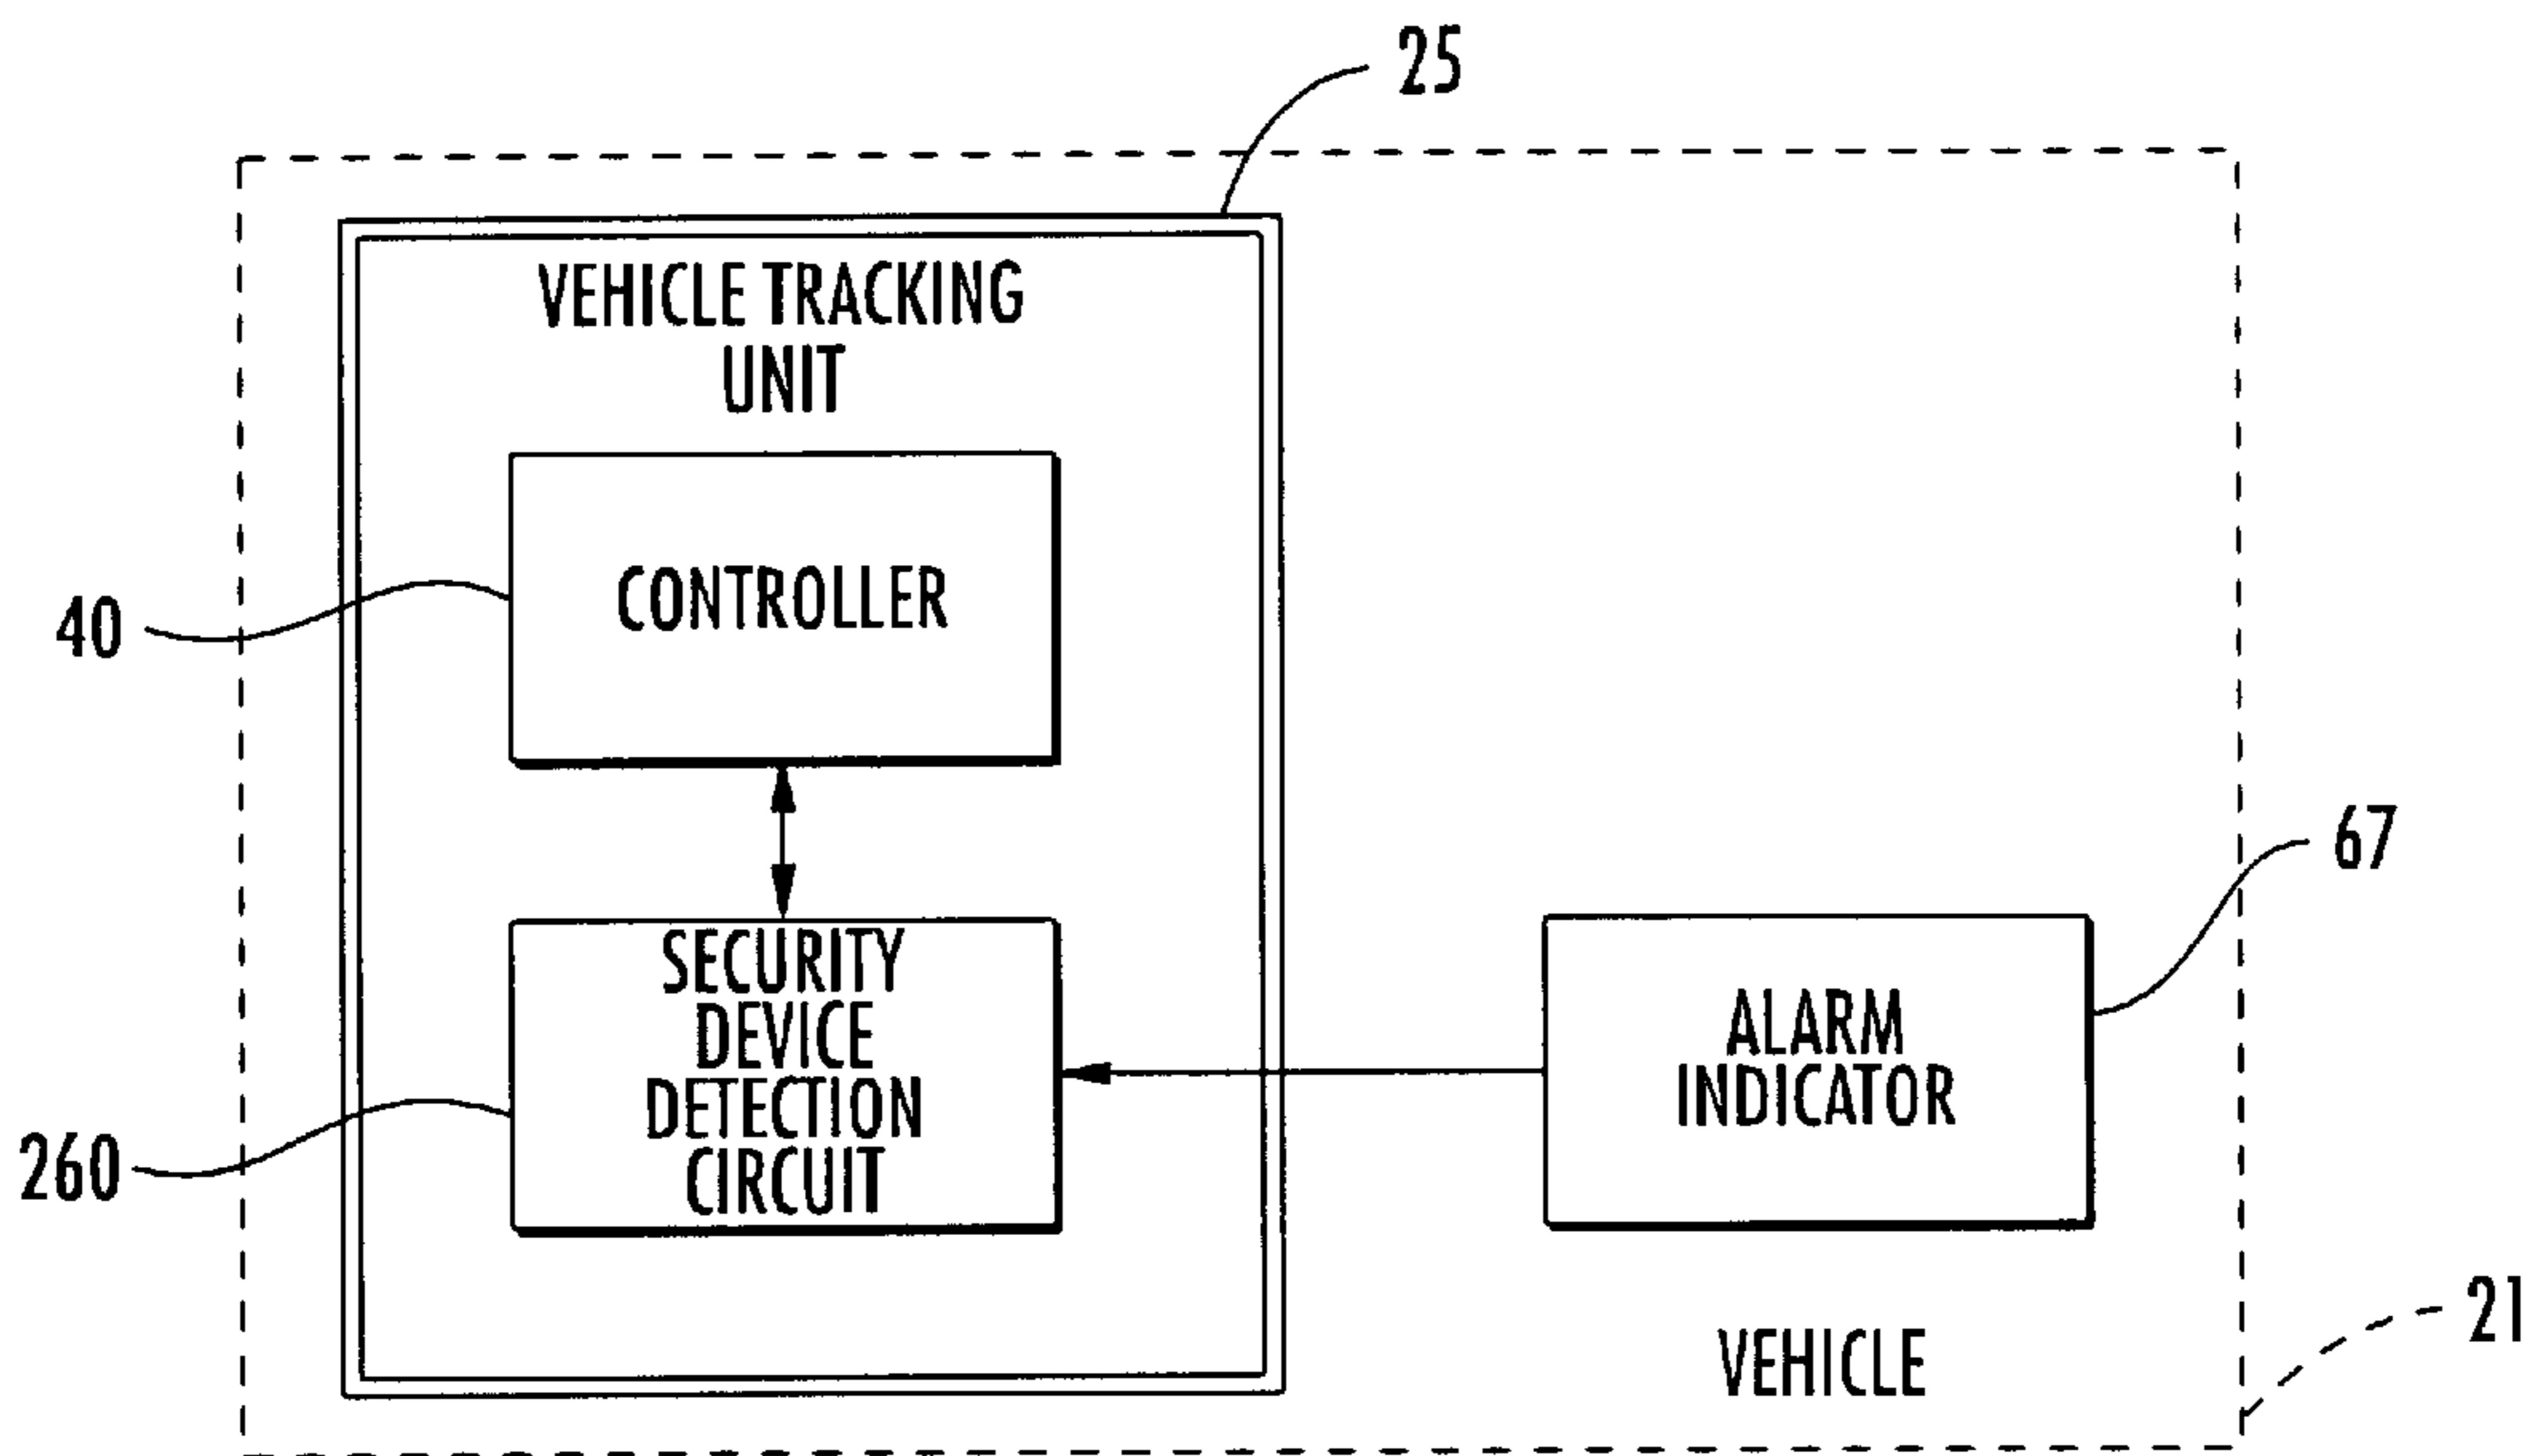 25
VEHICLE TRACKING
UNIT
CONTROLLER
40
67
SECURITY
DEVICE
DETECTION
CIRCUIT
260
ALARM
INDICATOR
21
VEHICLE